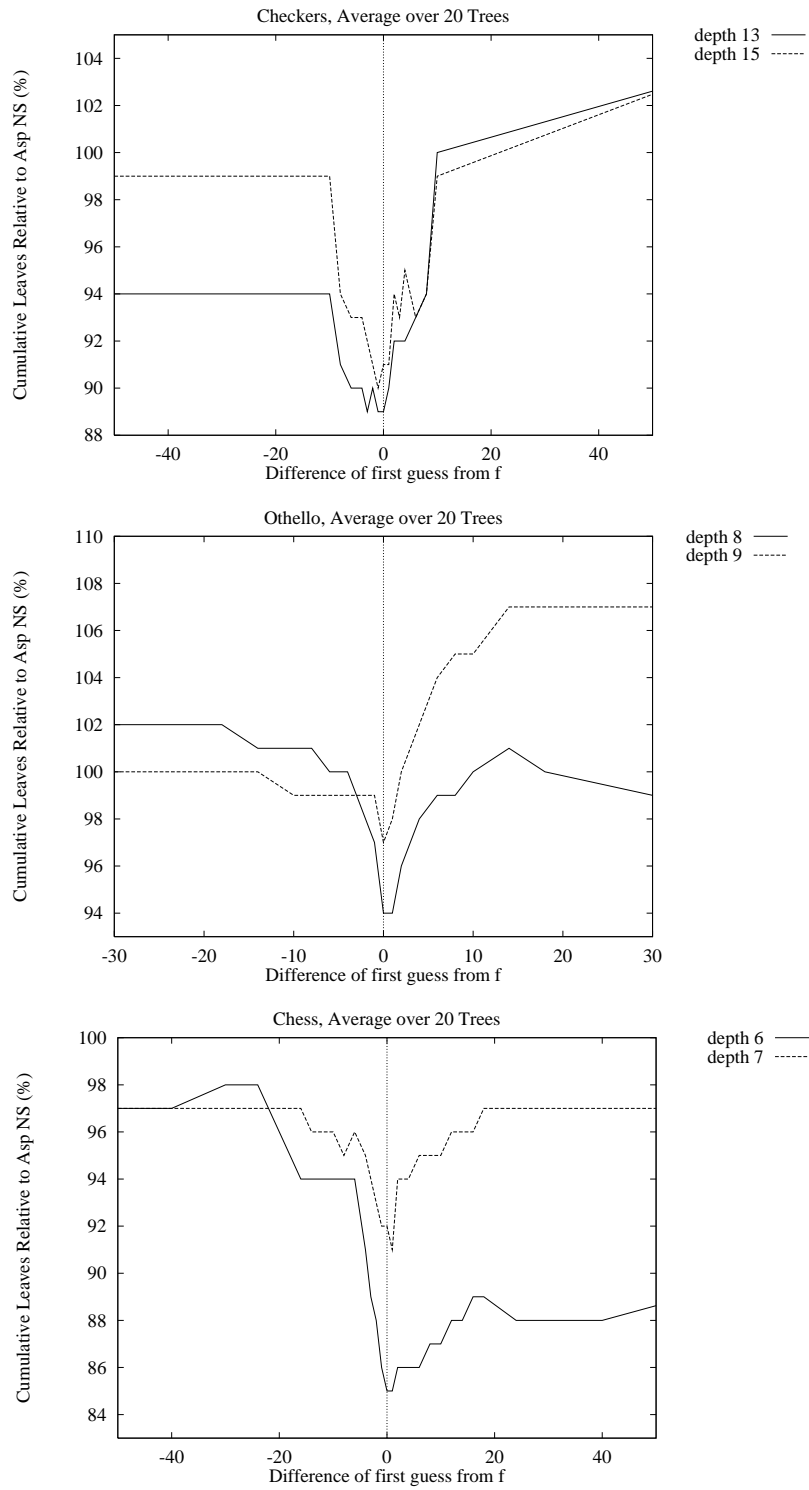 Checkers, Average over 20 Trees
depth 13
depth 15
Cumulative Leaves Relative to Asp NS (%)
104
102
100
98
96
94
92
90
88
-40 -20 0 20 40
Difference of first guess from f
Othello, Average over 20 Trees
depth 8
depth 9
Cumulative Leaves Relative to Asp NS (%)
110
108
106
104
102
100
98
96
94
-30 -20 -10 0 10 20 30
Difference of first guess from f
Chess, Average over 20 Trees
depth 6
depth 7
Cumulative Leaves Relative to Asp NS (%)
100
98
96
94
92
90
88
86
84
-40 -20 0 20 40
Difference of first guess from f